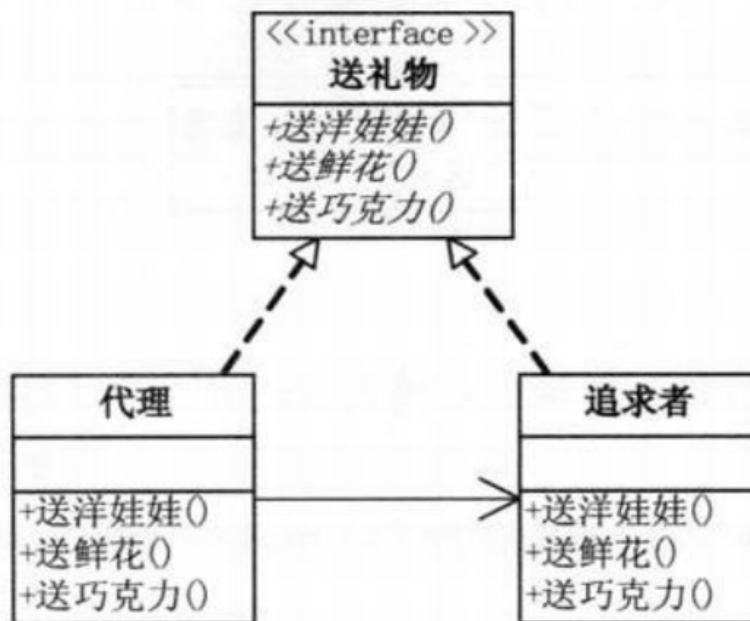 <<interface >>
送礼物
+送洋娃娃()
+送鲜花()
+送巧克力()
代理
+送洋娃娃()
+送鲜花()
+送巧克力()
追求者
+送洋娃娃()
+送鲜花()
+送巧克力()